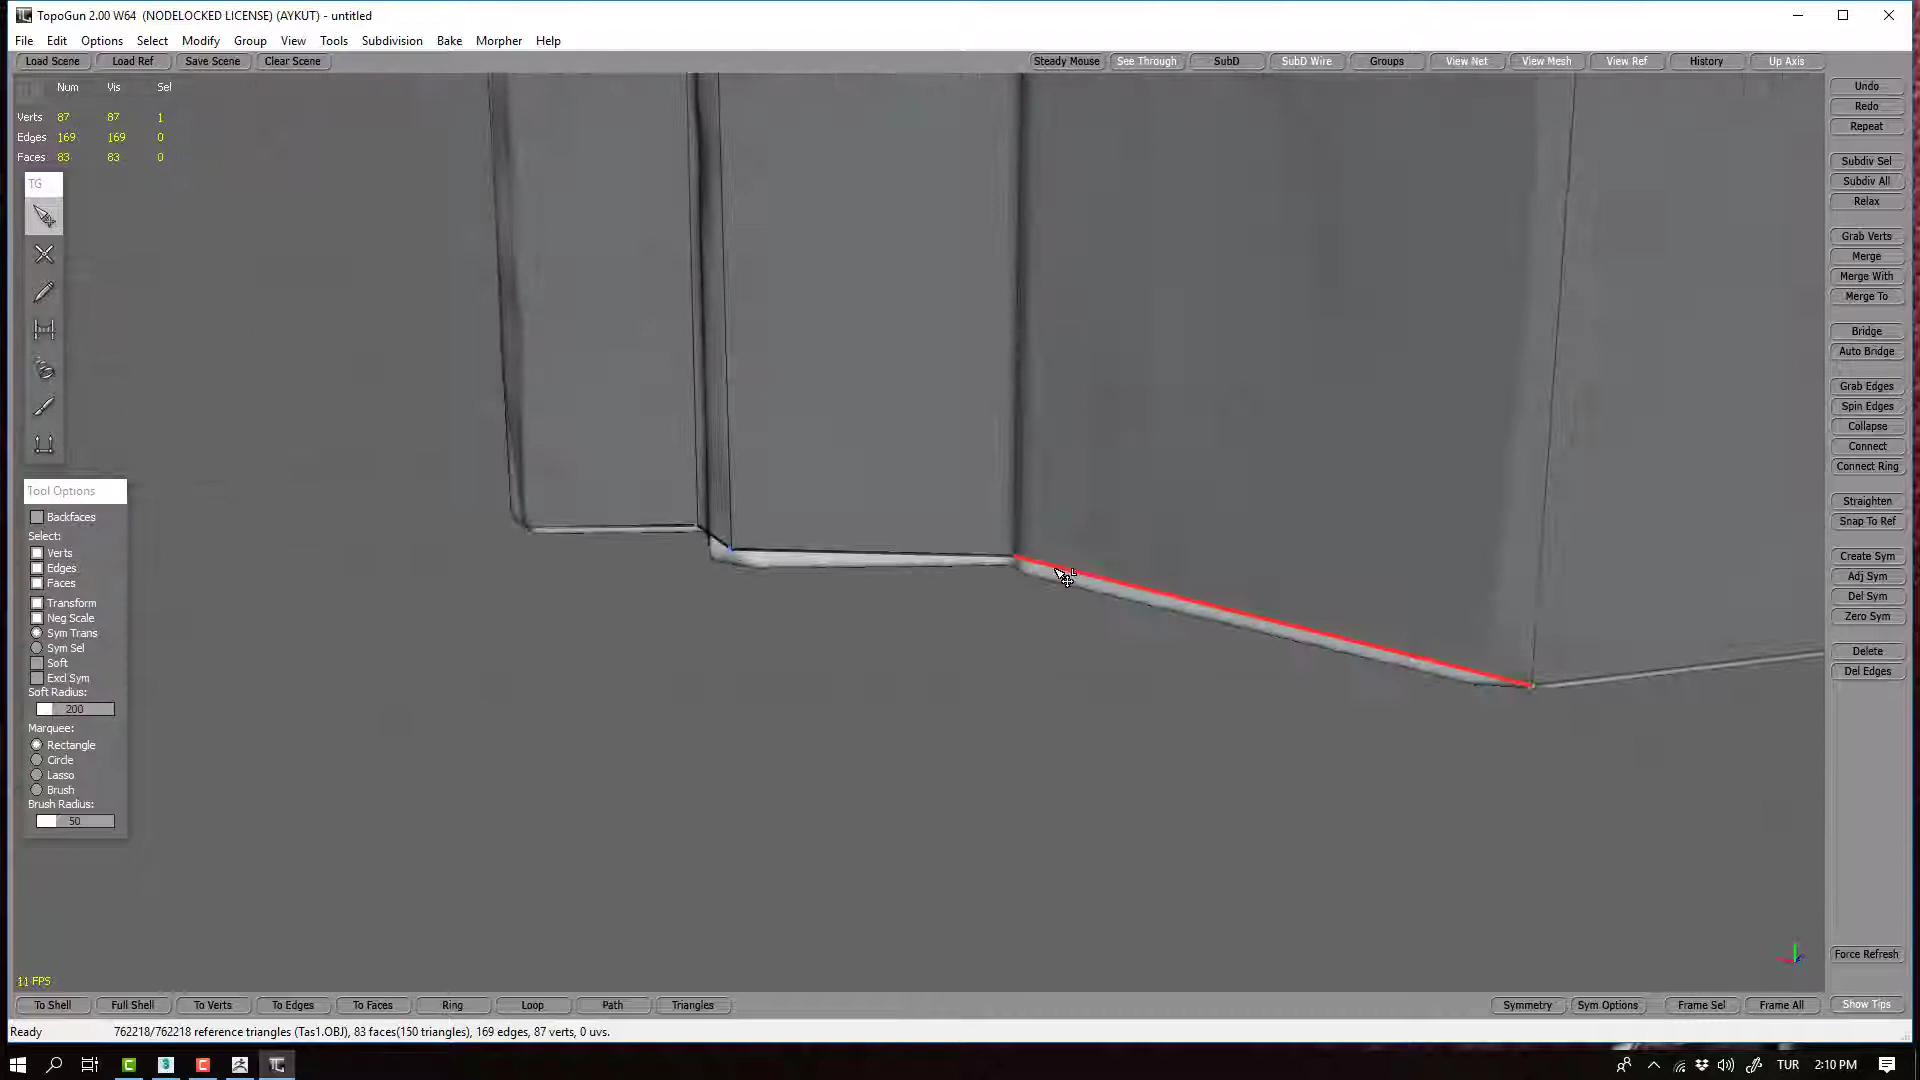 TopoGun 2.00 W64 (NODELOCKED LICENSE) (AYKUT) - untitled
File Edit Options Select Modify Group View Tools Subdivision Bake Morpher Help
Load Scene Load Ref Save Scene Clear Scene Steady Mouse See Through SubD SubD Wire Groups View Net View Mesh View Ref History Up Axis
Num Vis Sel
Verts 87 87 1
Edges 169 169 0
Faces 83 83 0
TG
Tool Options
Backfaces
Select:
Verts
Edges
Faces
Transform
Neg Scale
Sym Trans
Sym Sel
Soft
Excl Sym
Soft Radius:
200
Marquee:
Rectangle
Circle
Lasso
Brush
Brush Radius:
50
Undo
Redo
Repeat
Subdiv Sel
Subdiv All
Relax
Grab Verts
Merge
Merge With
Merge To
Bridge
Auto Bridge
Grab Edges
Spin Edges
Collapse
Connect
Connect Ring
Straighten
Snap To Ref
Create Sym
Adj Sym
Del Sym
Zero Sym
Delete
Del Edges
Force Refresh
11 FPS
To Shell Full Shell To Verts To Edges To Faces Ring Loop Path Triangles Symmetry Sym Options Frame Sel Frame All Show Tips
Ready 762218/762218 reference triangles (Tas1.OBJ), 83 faces(150 triangles), 169 edges, 87 verts, 0 uvs.
TUR 2:10 PM